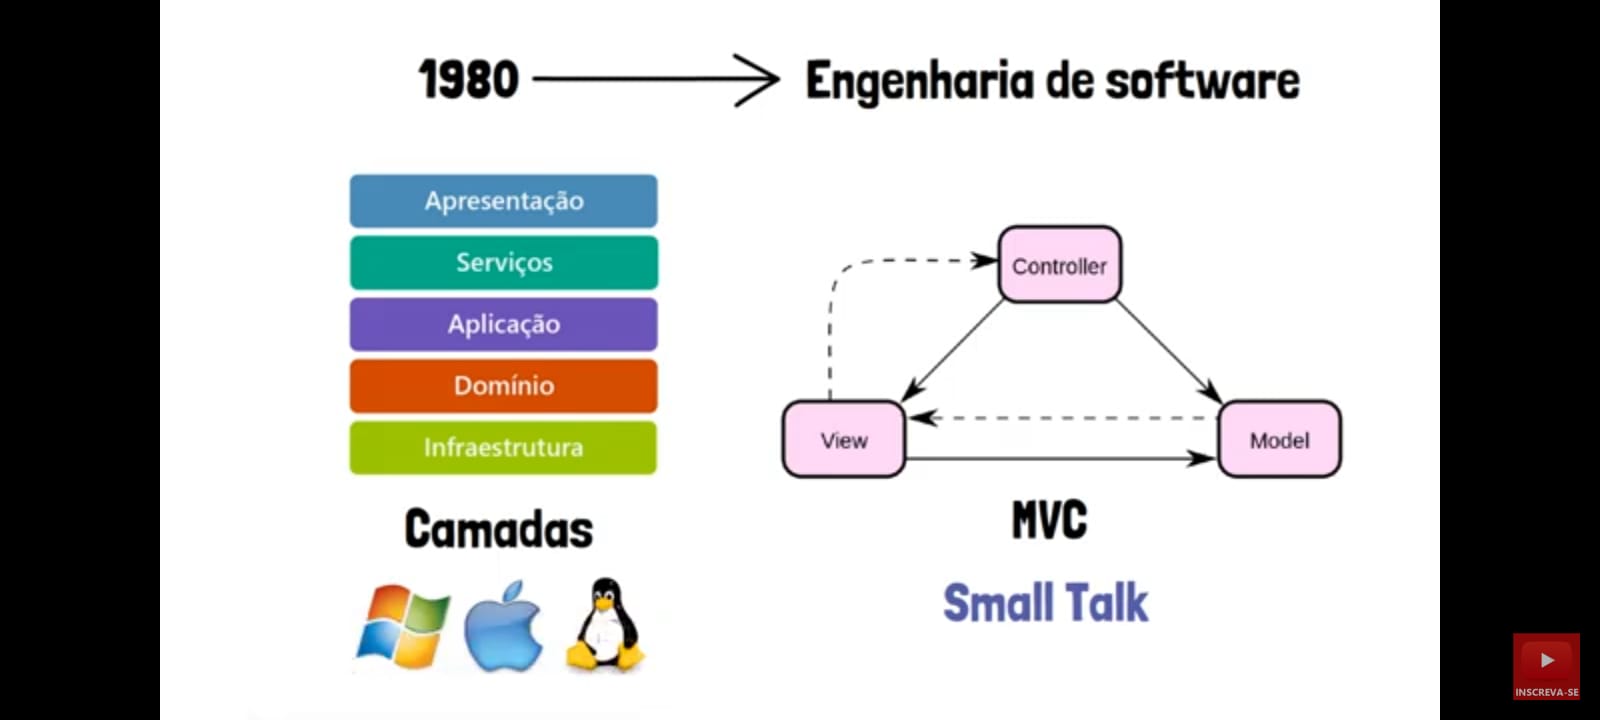 1980
Engenharia de software
Apresentação
Serviços
Aplicação
Domínio
Infraestrutura
Camadas
Controller
View
Model
MVC
Small Talk
INSCREVA-SE